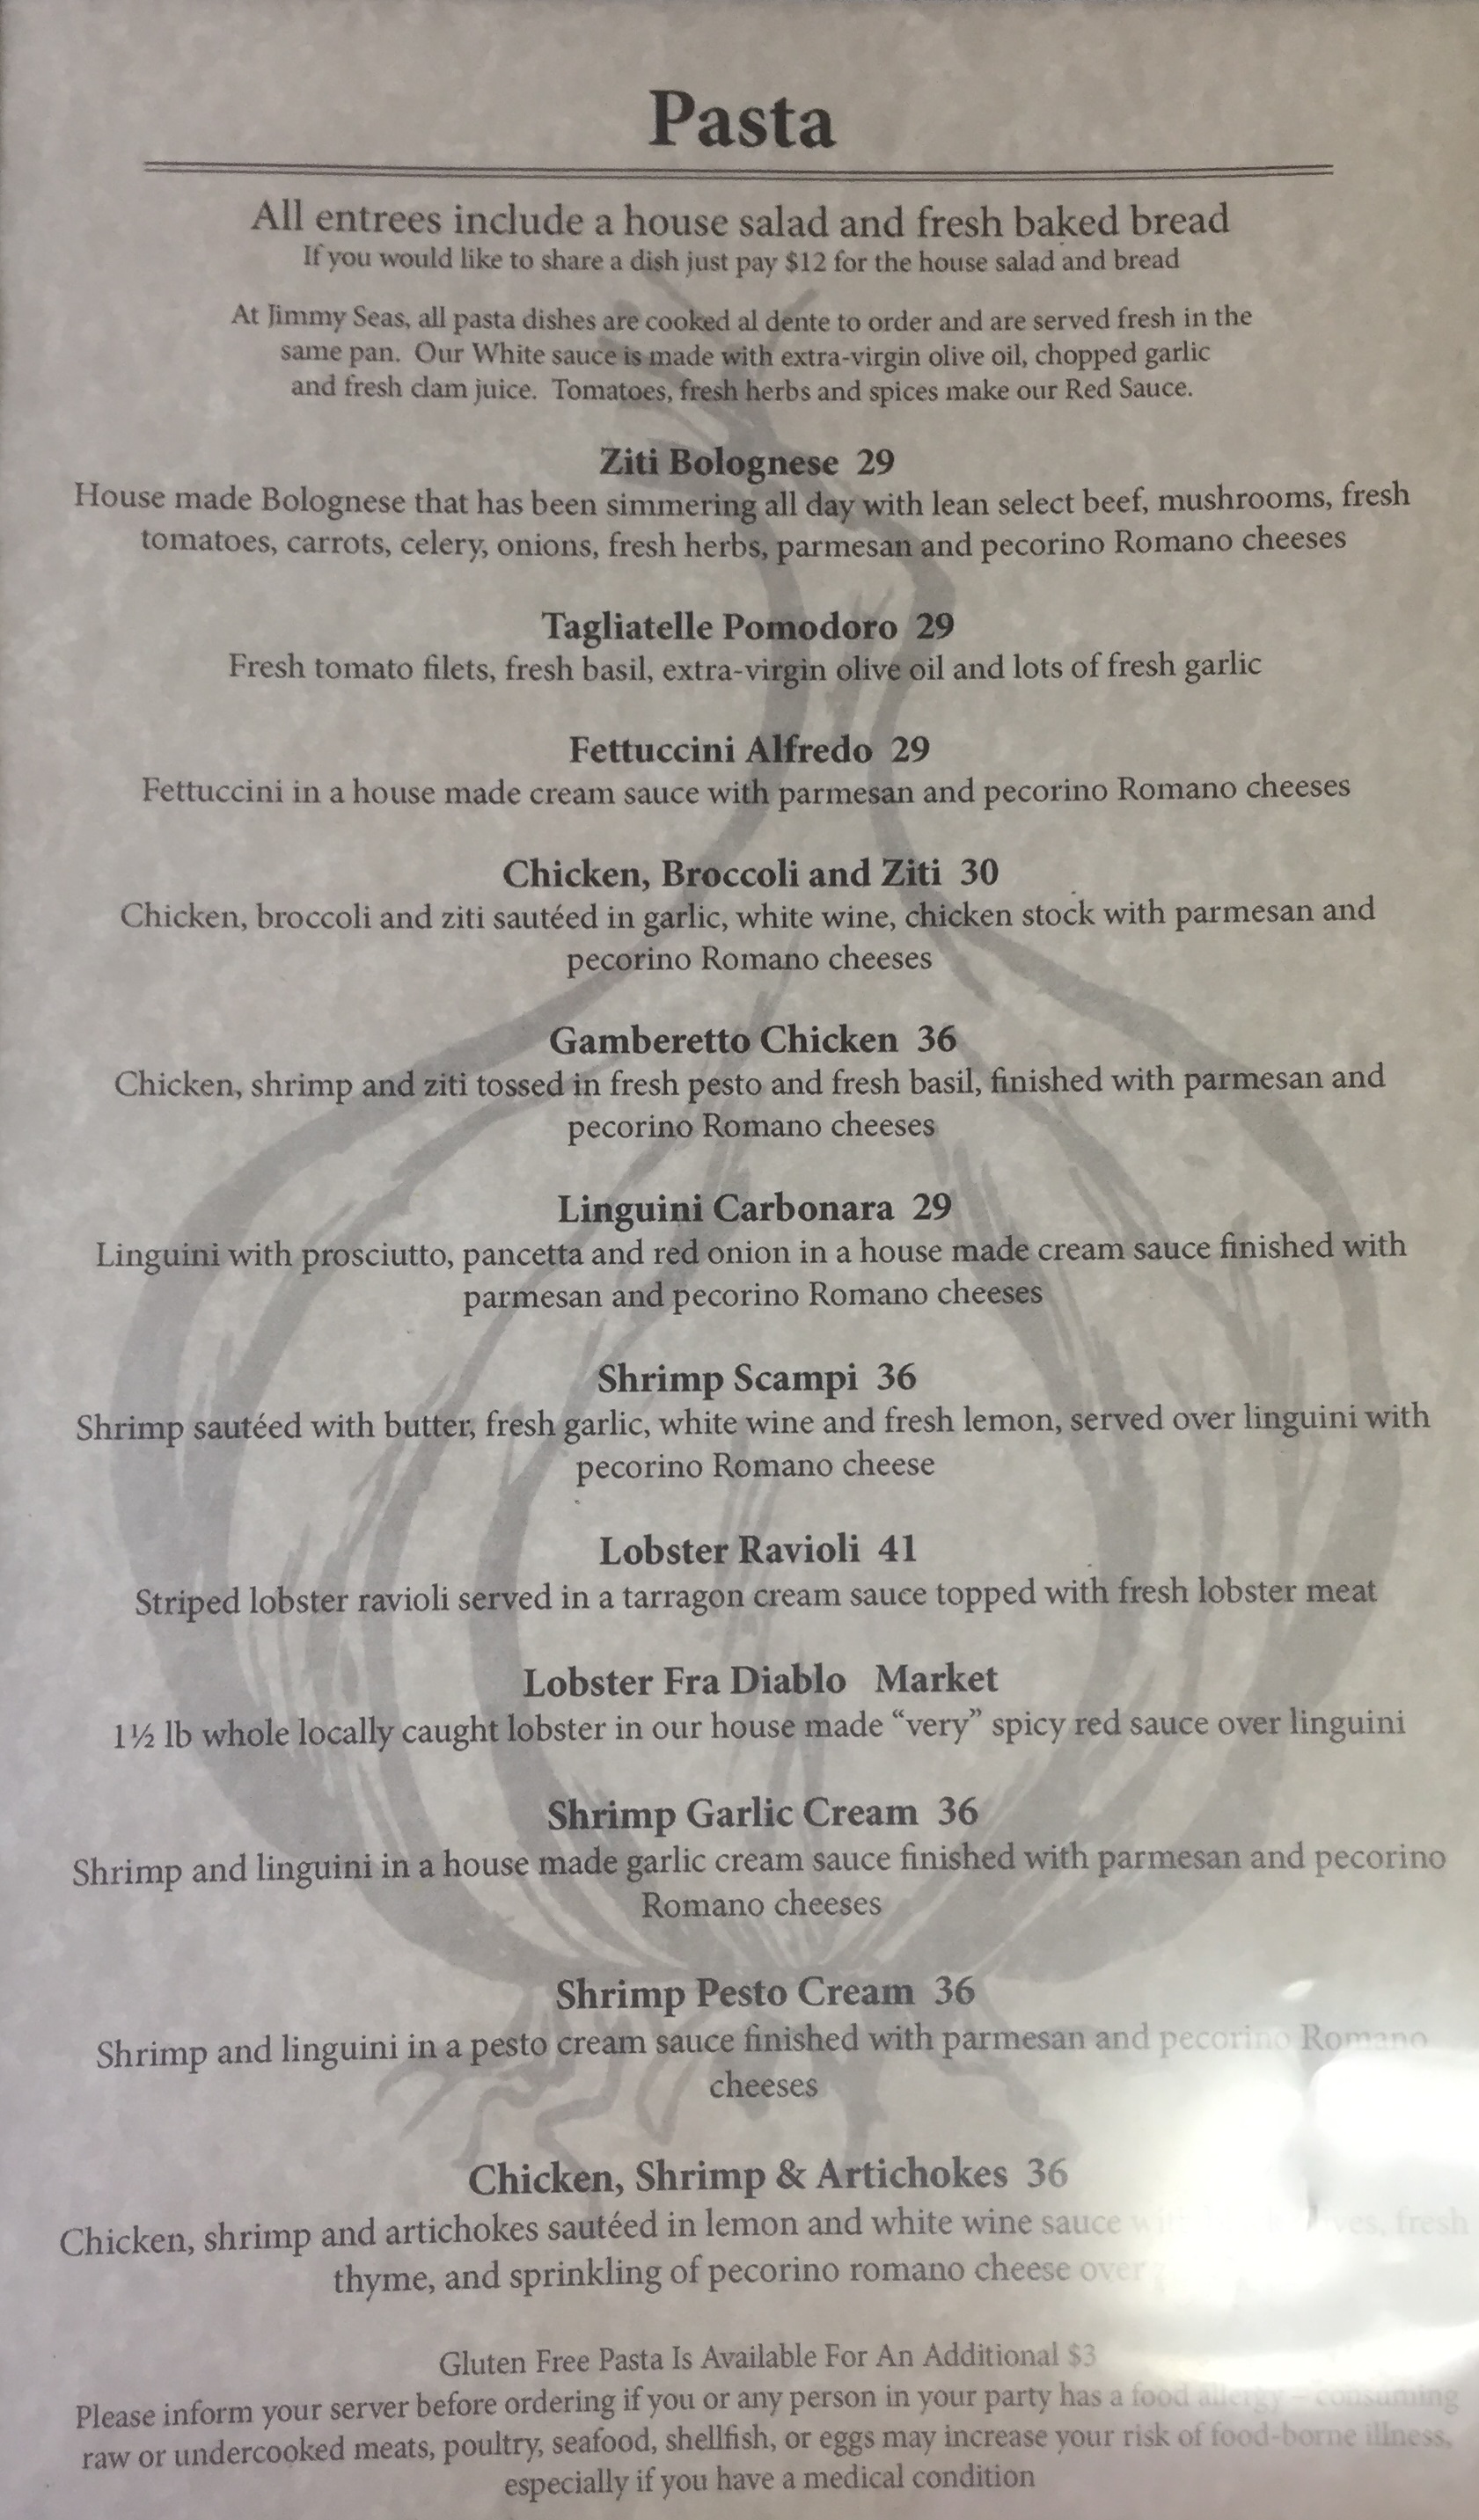 Pasta
All entrees include a house salad and fresh baked bread
If you would like to share a dish just pay $12 for the house salad and bread
At Jimmy Seas, all pasta dishes are cooked al dente to order and are served fresh in the
same pan. Our White sauce is made with extra-virgin olive oil, chopped garlic
and fresh clam juice. Tomatoes, fresh herbs and spices make our Red Sauce.
Ziti Bolognese 29
House made Bolognese that has been simmering all day with lean select beef, mushrooms, fresh
tomatoes, carrots, celery, onions, fresh herbs, parmesan and pecorino Romano cheeses
Tagliatelle Pomodoro 29
Fresh tomato filets, fresh basil, extra-virgin olive oil and lots of fresh garlic
Fettuccini Alfredo 29
Fettuccini in a house made cream sauce with parmesan and pecorino Romano cheeses
Chicken, Broccoli and Ziti 30
Chicken, broccoli and ziti sautéed in garlic, white wine, chicken stock with parmesan and
pecorino Romano cheeses
Gamberetto Chicken 36
Chicken, shrimp and ziti tossed in fresh pesto and fresh basil, finished with parmesan and
pecorino Romano cheeses
Linguini Carbonara 29
Linguini with prosciutto, pancetta and red onion in a house made cream sauce finished with
parmesan and pecorino Romano cheeses
Shrimp Scampi 36
Shrimp sautéed with butter, fresh garlic, white wine and fresh lemon, served over linguini with
pecorino Romano cheese
Lobster Ravioli 41
Striped lobster ravioli served in a tarragon cream sauce topped with fresh lobster meat
Lobster Fra Diablo Market
1½ lb whole locally caught lobster in our house made “very” spicy red sauce over linguini
Shrimp Garlic Cream 36
Shrimp and linguini in a house made garlic cream sauce finished with parmesan and pecorino
Romano cheeses
Shrimp Pesto Cream 36
Shrimp and linguini in a pesto cream sauce finished with parmesan and pecorino Romano
cheeses
Chicken, Shrimp & Artichokes 36
Chicken, shrimp and artichokes sautéed in lemon and white wine sauce fresh
thyme, and sprinkling of pecorino romano cheese over
Gluten Free Pasta Is Available For An Additional $3
Please inform your server before ordering if you or any person in your party has a food allergy – consuming
raw or undercooked meats, poultry, seafood, shellfish, or eggs may increase your risk of food-borne illness,
especially if you have a medical condition